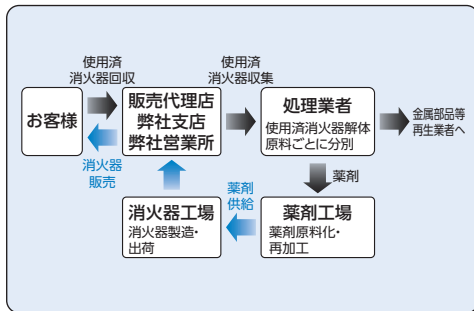 使用済
消火器回収
使用済
消火器収集
お客様
販売代理店
弊社支店
弊社営業所
処理業者
使用済消火器解体
原料ごとに分別
金属部品等
再生業者へ
消火器
販売
薬剤
薬剤
供給
消火器工場
消火器製造・
出荷
薬剤工場
薬剤原料化・
再加工